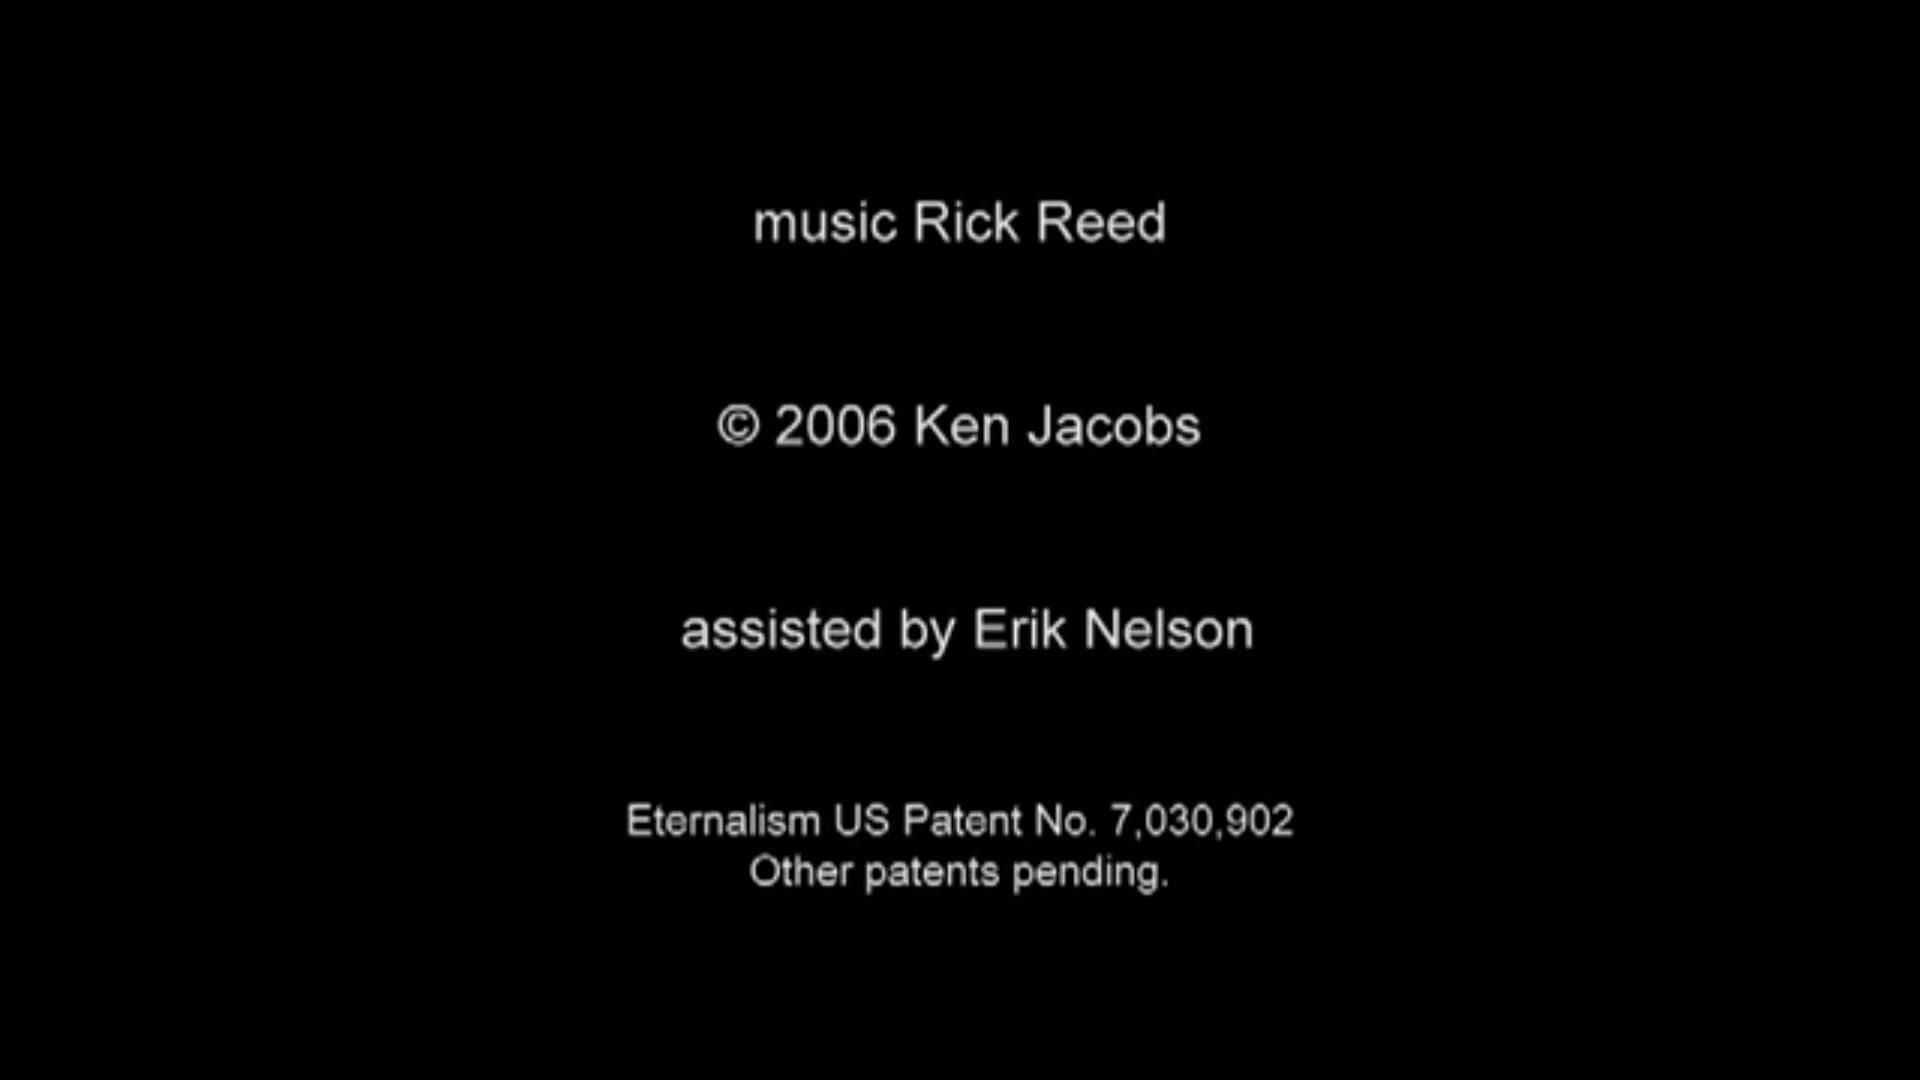 music Rick Reed
© 2006 Ken Jacobs
assisted by Erik Nelson
Eternalism US Patent No. 7,030,902
Other patents pending.